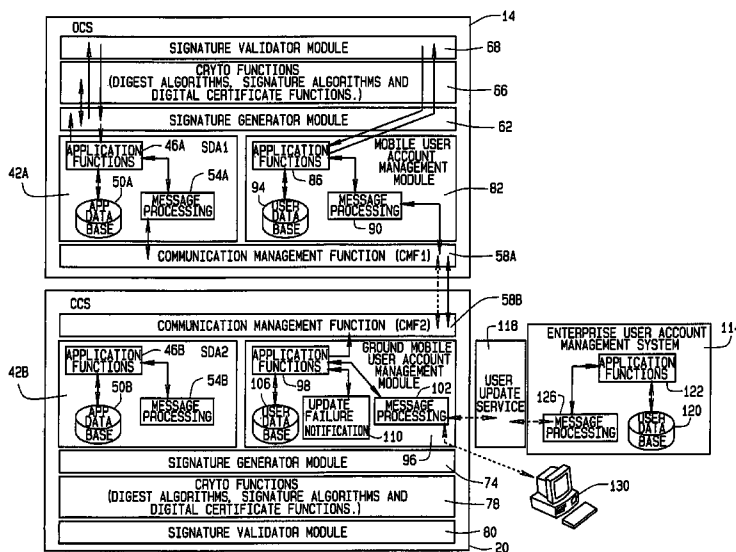 OCS
14
SIGNATURE VALIDATOR MODULE
68
CRYTO FUNCTIONS
(DIGEST ALGORITHMS, SIGNATURE ALGORITHMS AND
DIGITAL CERTIFICATE FUNCTIONS.)
66
SIGNATURE GENERATOR MODULE
62
APPLICATION
FUNCTIONS
46A
SDA1
42A
50A
APP
DATA
BASE
54A
MESSAGE
PROCESSING
APPLICATION
FUNCTIONS
86
MOBILE USER
ACCOUNT
MANAGEMENT
MODULE
82
94
USER
DATA
BASE
MESSAGE
PROCESSING
90
COMMUNICATION MANAGEMENT FUNCTION (CMF1)
58A
CCS
58B
COMMUNICATION MANAGEMENT FUNCTION (CMF2)
APPLICATION
FUNCTIONS
46B
SDA2
42B
50B
APP
DATA
BASE
54B
MESSAGE
PROCESSING
APPLICATION
FUNCTIONS
98
GROUND MOBILE
USER ACCOUNT
MANAGEMENT
MODULE
102
106
USER
DATA
BASE
UPDATE
FAILURE
NOTIFICATION
110
MESSAGE
PROCESSING
96
118
USER
UPDATE
SERVICE
114
ENTERPRISE USER ACCOUNT
MANAGEMENT SYSTEM
APPLICATION
FUNCTIONS
122
126
MESSAGE
PROCESSING
USER
DATA
BASE
120
130
SIGNATURE GENERATOR MODULE
74
CRYTO FUNCTIONS
(DIGEST ALGORITHMS, SIGNATURE ALGORITHMS AND
DIGITAL CERTIFICATE FUNCTIONS.)
78
SIGNATURE VALIDATOR MODULE
80
20